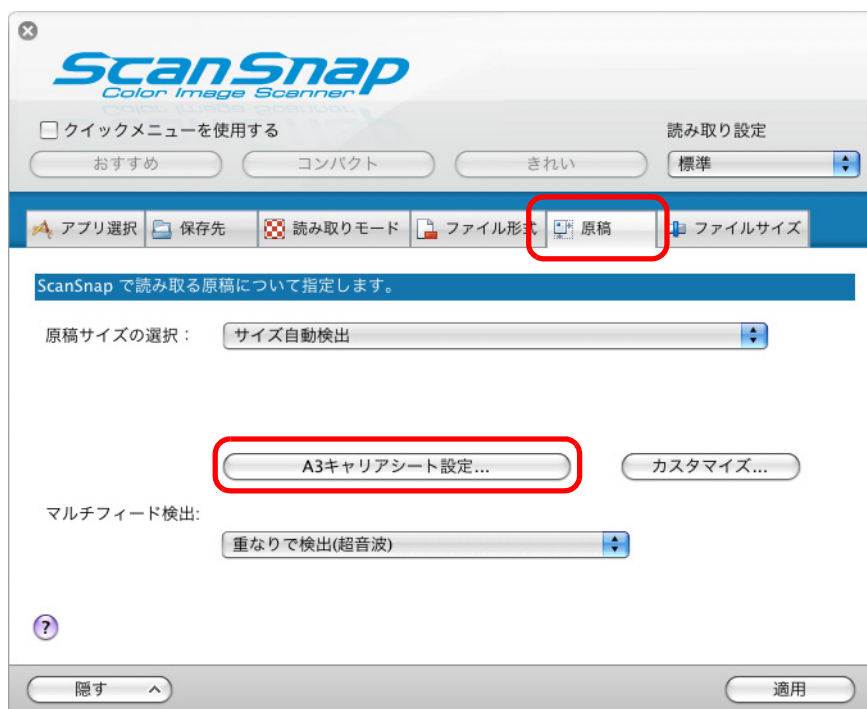 ScanSnap
Color Image Scanner
クイックメニューを使用する
読み取り設定
おすすめ
コンパクト
きれい
標準
アプリ選択
保存先
読み取りモード
ファイル形式
原稿
ファイルサイズ
ScanSnap で読み取る原稿について指定します。
原稿サイズの選択：
サイズ自動検出
A3キャリアシート設定...
カスタマイズ...
マルチフィード検出:
重なりで検出(超音波)
?
隠す
適用